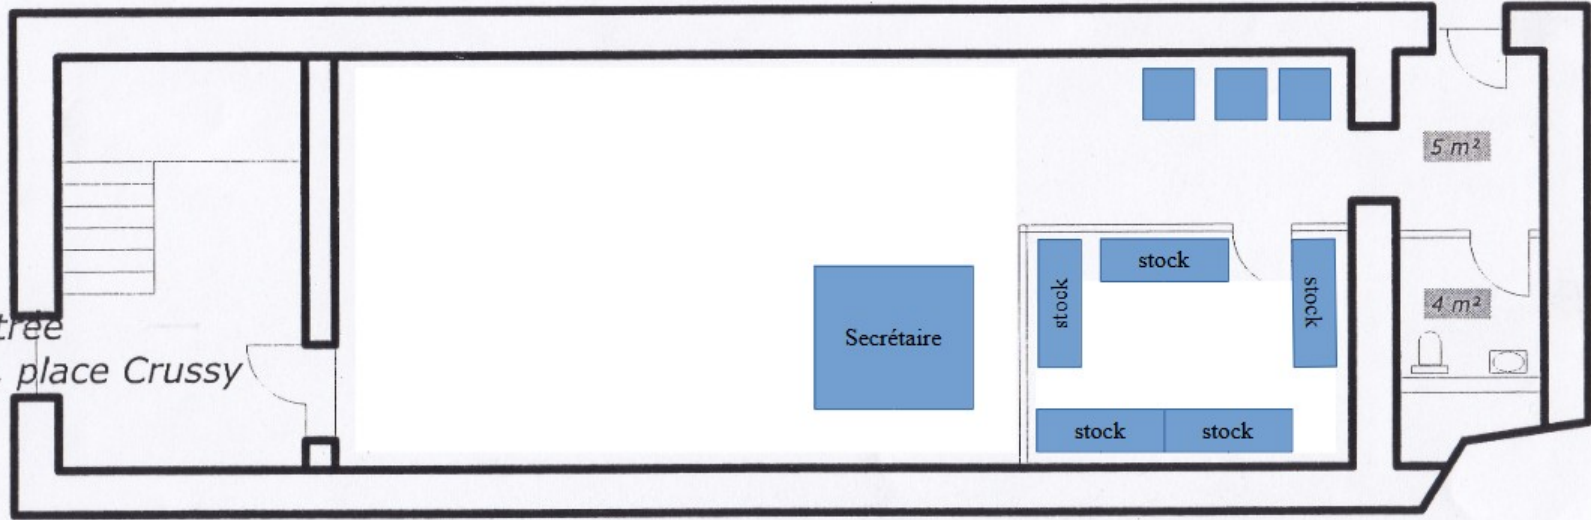 5 m²
stock
stock
stock
4 m²
trée
Secrétaire
place Crussy
stock
stock